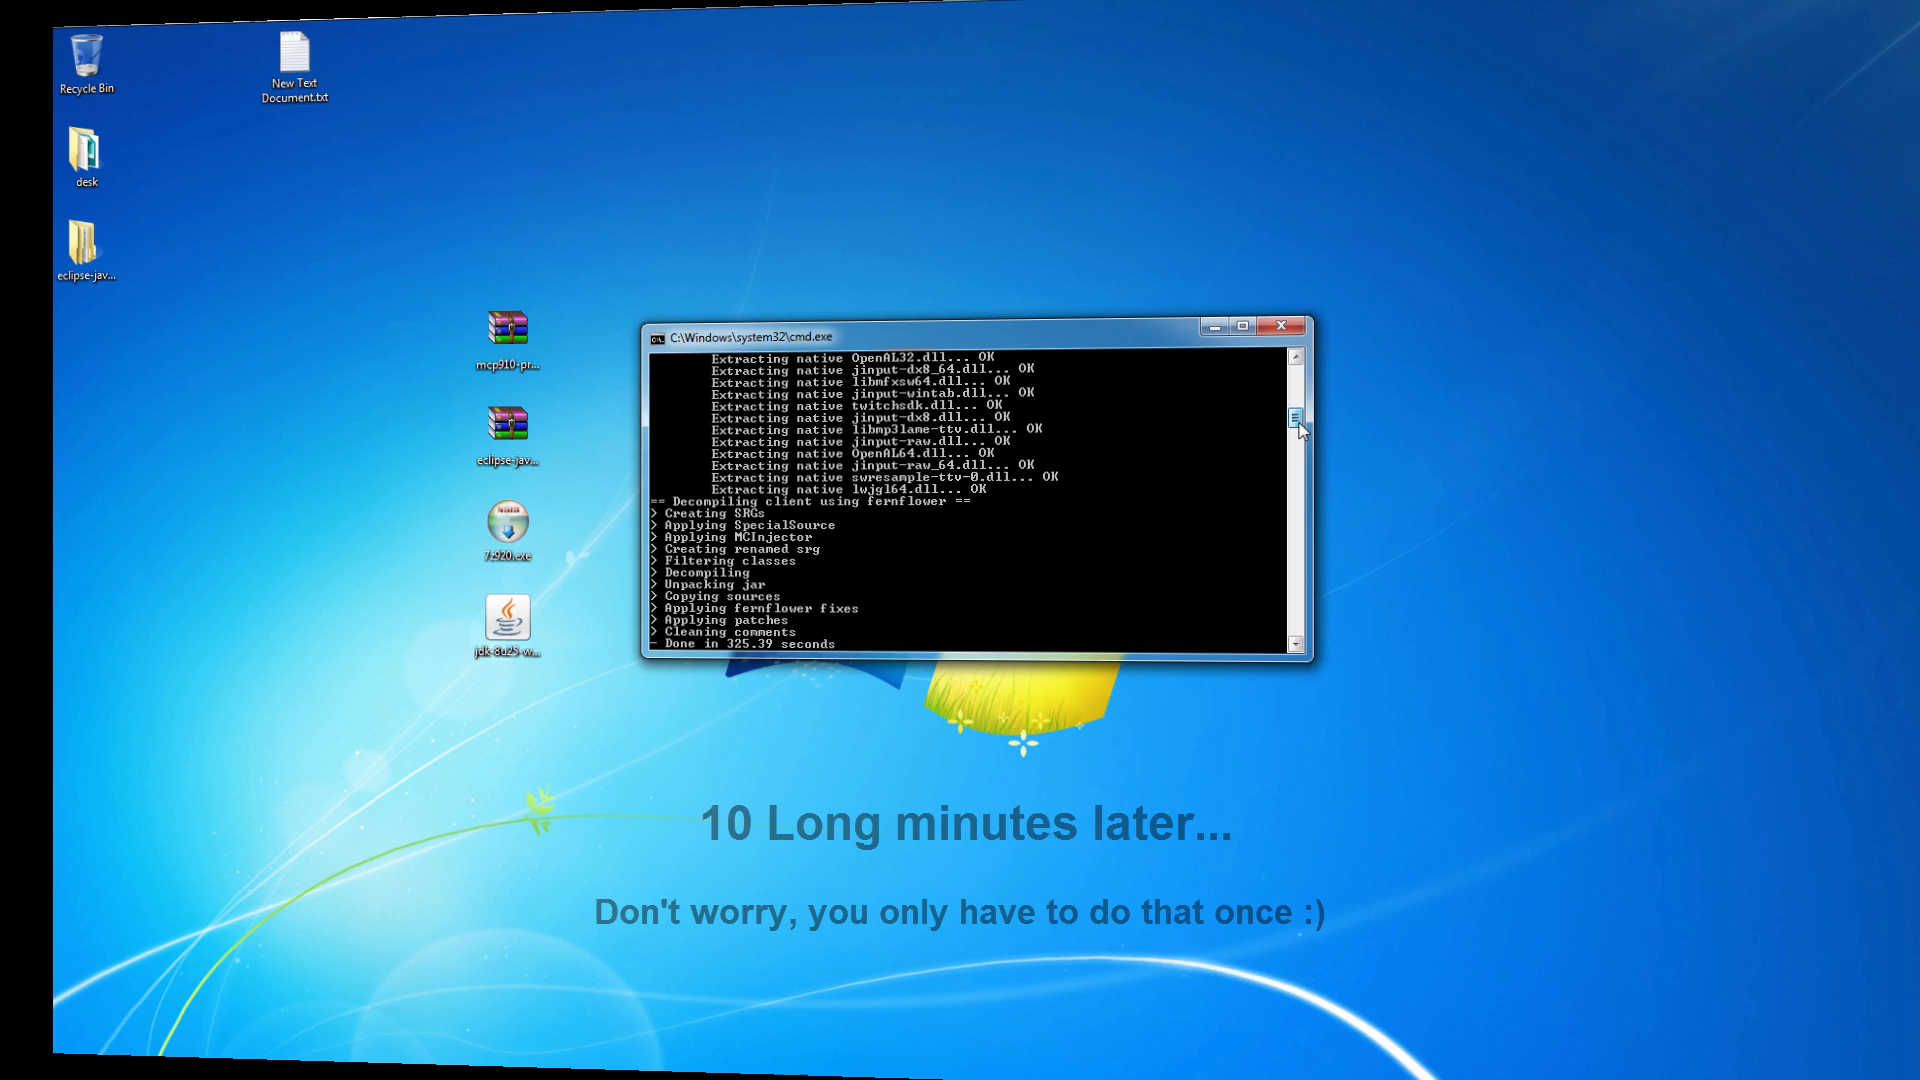 Recycle Bin
New Text
Document.txt
desk
eclipse-jav...
mcp910-pr...
eclipse-jav...
7z920.exe
jdk-8u25-w...
C:\Windows\system32\cmd.exe
Extracting native OpenAL32.dll... OK
Extracting native jinput-dx8_64.dll... OK
Extracting native libmfxsw64.dll... OK
Extracting native jinput-wintab.dll... OK
Extracting native twitchsdk.dll... OK
Extracting native jinput-dx8.dll... OK
Extracting native libmp3lame-ttv.dll... OK
Extracting native jinput-raw.dll... OK
Extracting native OpenAL64.dll... OK
Extracting native jinput-raw_64.dll... OK
Extracting native swresample-ttv-0.dll... OK
Extracting native lwjgl64.dll... OK
== Decompiling client using fernflower ==
> Creating SRGs
> Applying SpecialSource
> Applying MCInjector
> Creating renamed srg
> Filtering classes
> Decompiling
> Unpacking jar
> Copying sources
> Applying fernflower fixes
> Applying patches
> Cleaning comments
- Done in 325.39 seconds
10 Long minutes later...
Don't worry, you only have to do that once :)